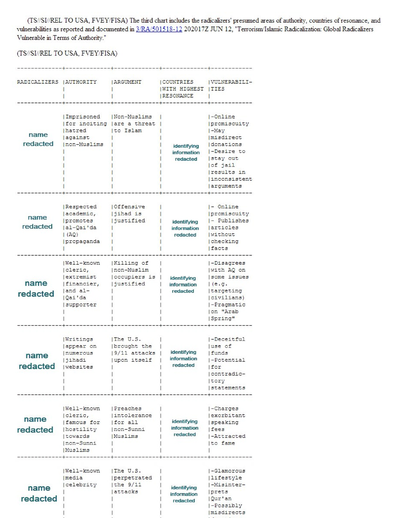 (TS//SI//REL TO USA, FVEY/FISA) The third chart includes the radicalizers' presumed areas of authority, countries of resonance, and
vulnerabilities as reported and documented in 3/RA/501518-12 202017Z JUN 12, "Terrorism/Islamic Radicalization: Global Radicalizers
Vulnerable in Terms of Authority."
(TS//SI//REL TO USA, FVEY/FISA)
RADICALIZERS |AUTHORITY |ARGUMENT |COUNTRIES |VULNERABILI-
|WITH HIGHEST |TIES
|RESONANCE
|Imprisoned |Non-Muslims |-Online
|for inciting |are a threat |promiscuity
|hatred |to Islam |-May
|against |misdirect
|non-Muslims |donations
|-Desire to
|stay out
|of jail
|results in
|inconsistent
|arguments
name
redacted
identifying
information
redacted
|Respected |Offensive |- Online
|academic, |jihad is |promiscuity
|promotes |justified |- Publishes
|al-Qai'da |articles
|(AQ) |without
|propaganda |checking
|facts
name
redacted
identifying
information
redacted
|Well-known |Killing of |-Disagrees
|cleric, |non-Muslim |with AQ on
|extremist |occupiers is |some issues
|financier, |justified |(e.g.
|and al- |targeting
|Qai'da |civilians)
|supporter |-Pragmatic
|on "Arab
|Spring"
name
redacted
identifying
information
redacted
|Writings |The U.S. |-Deceitful
|appear on |brought the |use of
|numerous |9/11 attacks |funds
|jihadi |upon itself |-Potential
|websites |for
|contradic-
|tory
|statements
name
redacted
identifying
information
redacted
|Well-known |Preaches |-Charges
|cleric, |intolerance |exorbitant
|famous for |for all |speaking
|hostility |non-Sunni |fees
|towards |Muslims |-Attracted
|non-Sunni |to fame
|Muslims
name
redacted
identifying
information
redacted
|Well-known |The U.S. |-Glamorous
|media |perpetrated |lifestyle
|celebrity |the 9/11 |-Misinter-
|attacks |prets
|Qur'an
|-Possibly
|misdirects
name
redacted
identifying
information
redacted